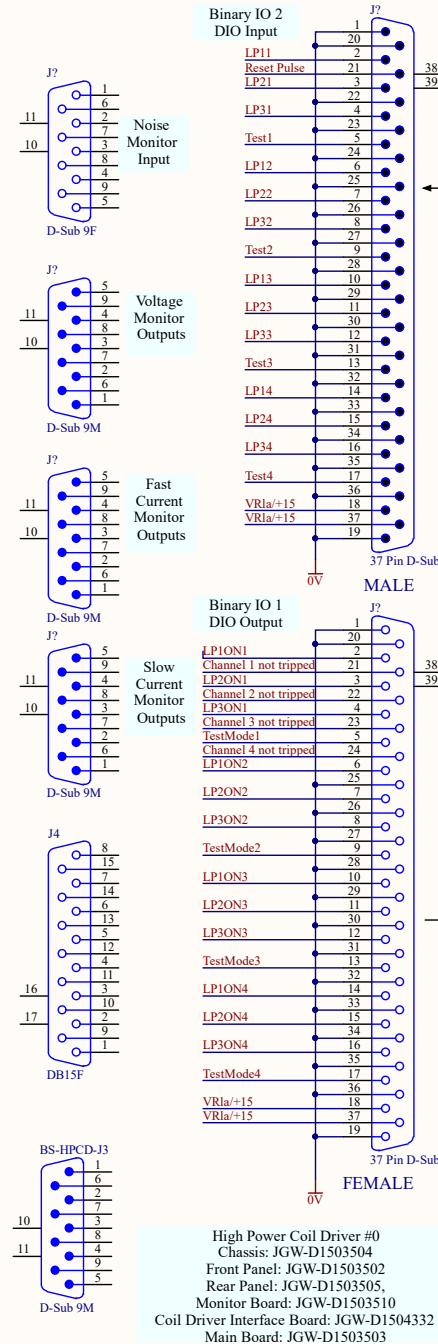 J?
1
6
2
11
7
3
10
8
4
9
5
D-Sub 9F
Noise
Monitor
Input
J?
5
9
4
11
8
3
10
7
2
6
1
D-Sub 9M
Voltage
Monitor
Outputs
J?
5
9
4
11
8
3
10
7
2
6
1
D-Sub 9M
Fast
Current
Monitor
Outputs
J?
5
9
4
11
8
3
10
7
2
6
1
D-Sub 9M
Slow
Current
Monitor
Outputs
J4
8
15
7
14
6
13
5
12
4
11
16
3
10
17
2
9
1
DB15F
BS-HPCD-J3
1
6
2
7
10
3
8
11
4
9
5
D-Sub 9M
Binary IO 2
DIO Input
J?
1
20
LP11 2
Reset Pulse 21
38
LP21 3
39
22
LP31 4
23
Test1 5
24
LP12 6
25
LP22 7
26
LP32 8
27
Test2 9
28
LP13 10
29
LP23 11
30
LP33 12
31
Test3 13
32
LP14 14
33
LP24 15
34
LP34 16
35
Test4 17
36
VRla/+15 18
VRla/+15 37
19
37 Pin D-Sub
0V
MALE
Binary IO 1
DIO Output
J?
1
20
LP1ON1 2
Channel 1 not tripped 21
38
LP2ON1 3
39
Channel 2 not tripped 22
LP3ON1 4
Channel 3 not tripped 23
TestMode1 5
Channel 4 not tripped 24
LP1ON2 6
25
LP2ON2 7
26
LP3ON2 8
27
TestMode2 9
28
LP1ON3 10
29
LP2ON3 11
30
LP3ON3 12
31
TestMode3 13
32
LP1ON4 14
33
LP2ON4 15
34
LP3ON4 16
35
TestMode4 17
36
VRla/+15 18
VRla/+15 37
19
37 Pin D-Sub
0V
FEMALE
High Power Coil Driver #0
Chassis: JGW-D1503504
Front Panel: JGW-D1503502
Rear Panel: JGW-D1503505,
Monitor Board: JGW-D1503510
Coil Driver Interface Board: JGW-D1504332
Main Board: JGW-D1503503